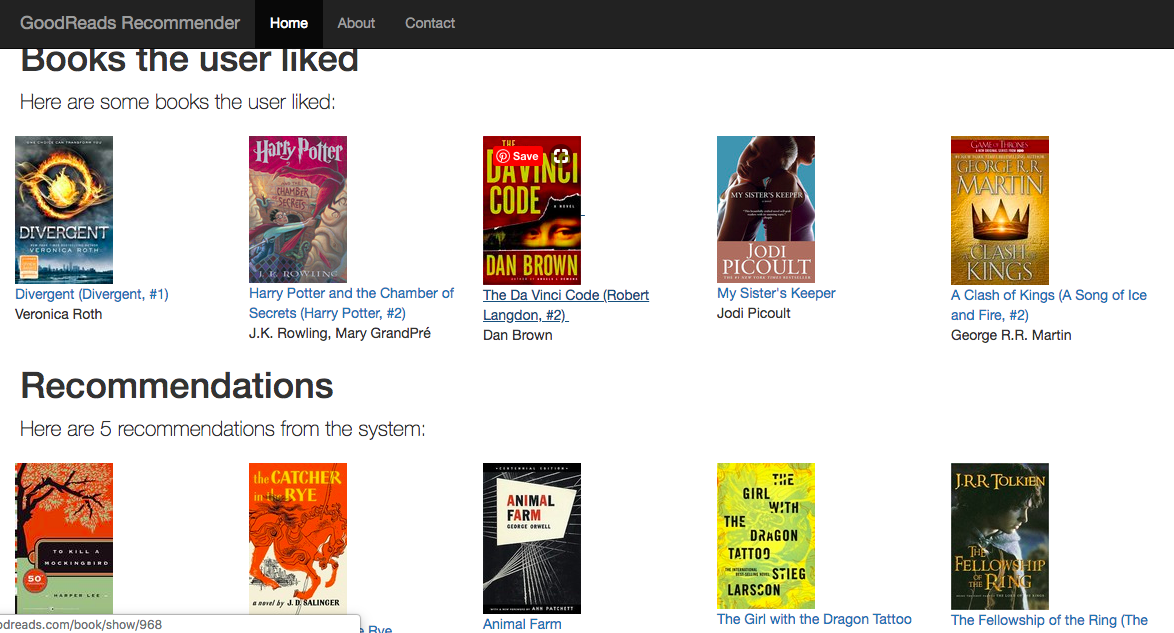 GoodReads Recommender Home About Contact
Books the user liked
Here are some books the user liked:
ONE CHOICE CAN TRANSFORM YOU
DIVERGENT
VERONICA ROTH
Harry Potter
AND THE
CHAMBER
OF
SECRETS
J. K. ROWLING
THE
Save
DA VINCI
CODE
A NOVEL
DAN BROWN
MY SISTER'S KEEPER
JODI
PICOULT
GAME OF THRONES
GEORGE R.R.
MARTIN
A CLASH
OF
KINGS
Divergent (Divergent, #1)
Veronica Roth
Harry Potter and the Chamber of
Secrets (Harry Potter, #2)
J.K. Rowling, Mary GrandPré
The Da Vinci Code (Robert
Langdon, #2)
Dan Brown
My Sister's Keeper
Jodi Picoult
A Clash of Kings (A Song of Ice
and Fire, #2)
George R.R. Martin
Recommendations
Here are 5 recommendations from the system:
TO KILL A
MOCKINGBIRD
50
HARPER LEE
the CATCHER
in the RYE
a novel by J. D. SALINGER
CENTENNIAL EDITION
ANIMAL
FARM
GEORGE ORWELL
WITH A NEW FOREWORD BY ANN PATCHETT
THE
GIRL
WITH
THE
DRAGON
TATTOO
STIEG
LARSSON
J.R.R. TOLKIEN
THE
FELLOWSHIP
OF THE
RING
odreads.com/book/show/968
e Rye
Animal Farm
The Girl with the Dragon Tattoo
The Fellowship of the Ring (The